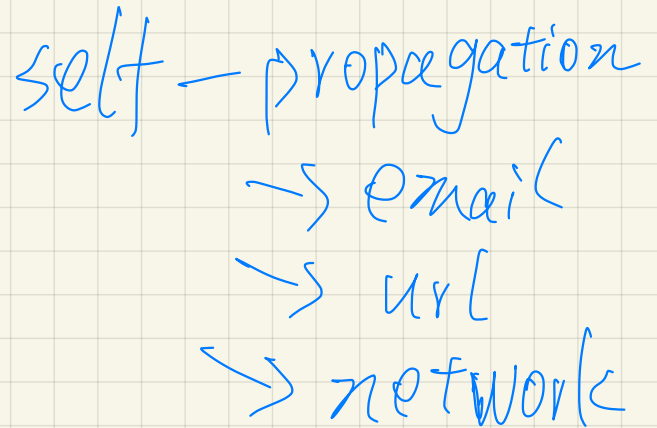 self-propagation
→ email
→ url
→ network